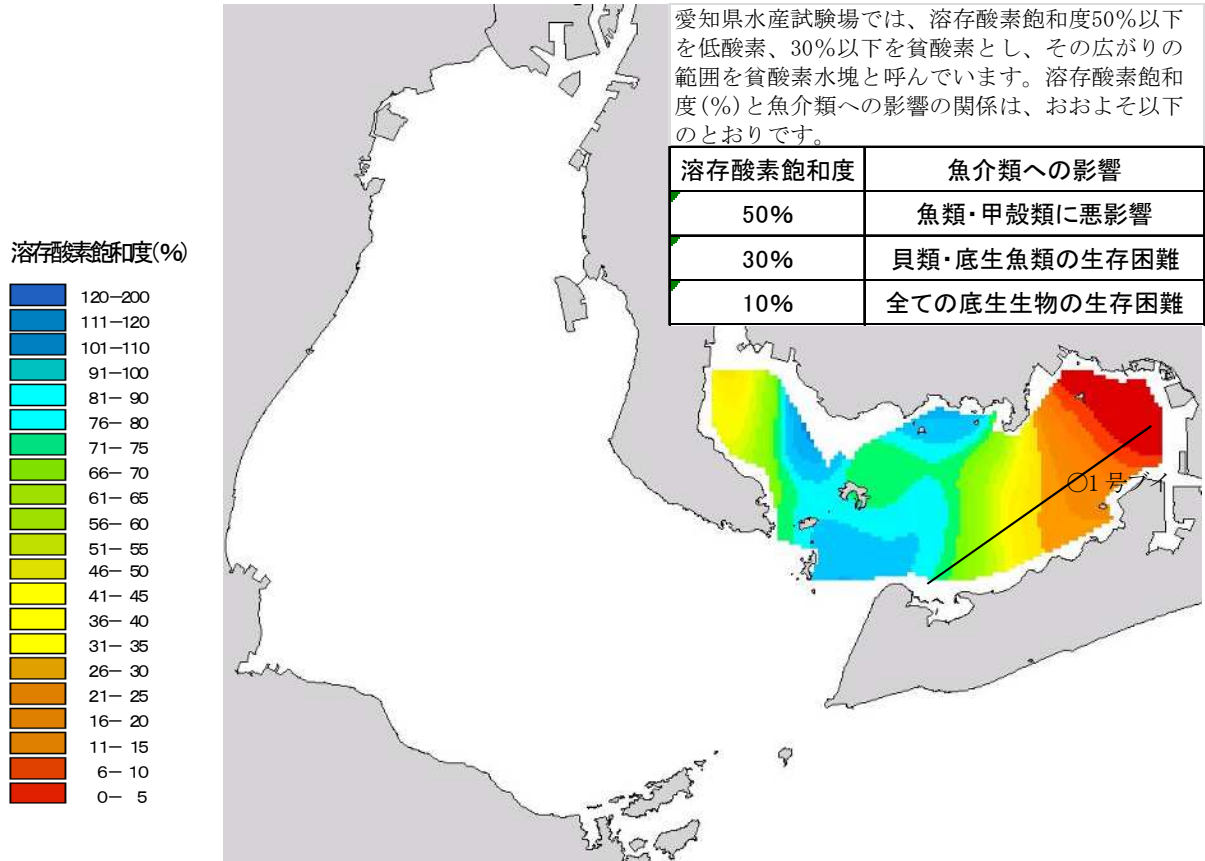 愛知県水産試験場では、溶存酸素飽和度50%以下
を低酸素、30%以下を貧酸素とし、その広がりの
範囲を貧酸素水塊と呼んでいます。溶存酸素飽和
度(%)と魚介類への影響の関係は、おおよそ以下
のとおりです。
溶存酸素飽和度 魚介類への影響
50% 魚類・甲殻類に悪影響
30% 貝類・底生魚類の生存困難
10% 全ての底生生物の生存困難
溶存酸素飽和度(%)
120-200
111-120
101-110
91-100
81- 90
76- 80
71- 75
66- 70
61- 65
56- 60
51- 55
46- 50
41- 45
36- 40
31- 35
26- 30
21- 25
16- 20
11- 15
6- 10
0- 5
○1号ブイ